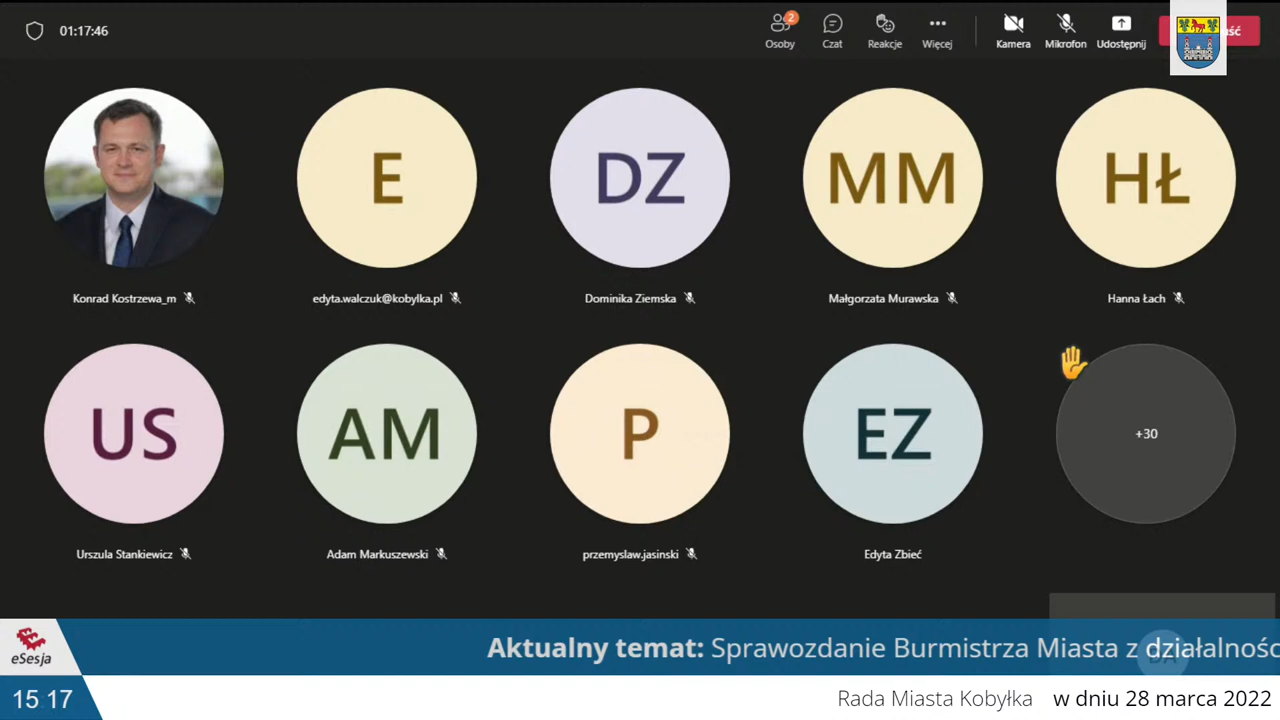 01:17:46
2
Osoby
Czat
Reakcje
Więcej
Kamera
Mikrofon
Udostępnij
E
DZ
MM
HŁ
Konrad Kostrzewa_m
edyta.walczuk@kobylka.pl
Dominika Ziemska
Małgorzata Murawska
Hanna Łach
US
AM
P
EZ
+30
Urszula Stankiewicz
Adam Markuszewski
przemyslaw.jasinski
Edyta Zbieć
eSesja
Aktualny temat: Sprawozdanie Burmistrza Miasta z działalnośc
15:17
Rada Miasta Kobyłka w dniu 28 marca 2022